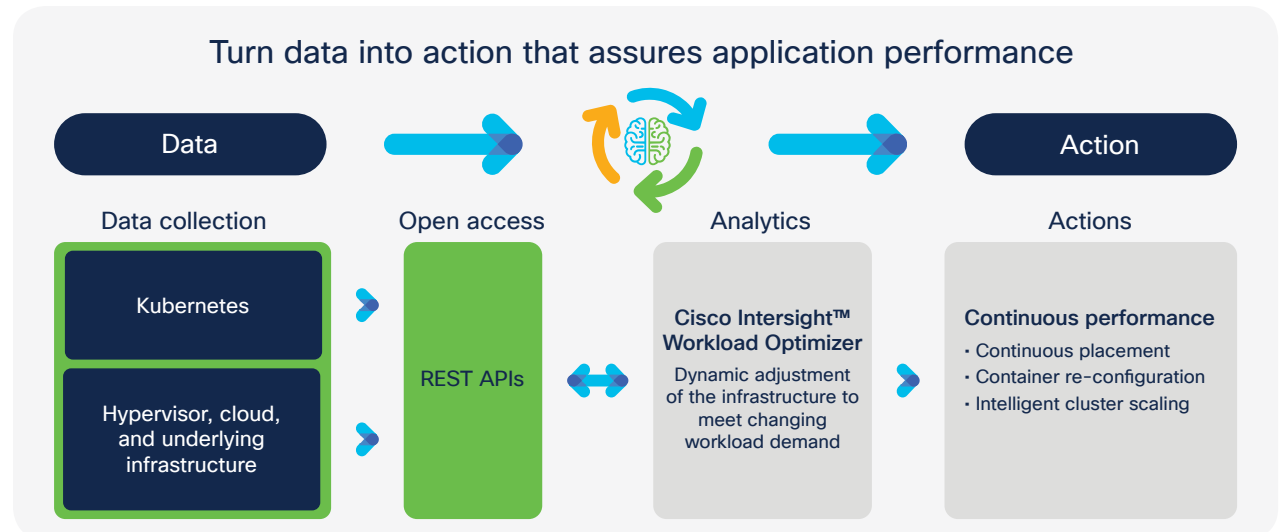 Turn data into action that assures application performance
Data
Action
Data collection
Open access
Analytics
Actions
Kubernetes
Hypervisor, cloud,
and underlying
infrastructure
REST APIs
Cisco Intersight™
Workload Optimizer
Dynamic adjustment
of the infrastructure to
meet changing
workload demand
Continuous performance
• Continuous placement
• Container re-configuration
• Intelligent cluster scaling